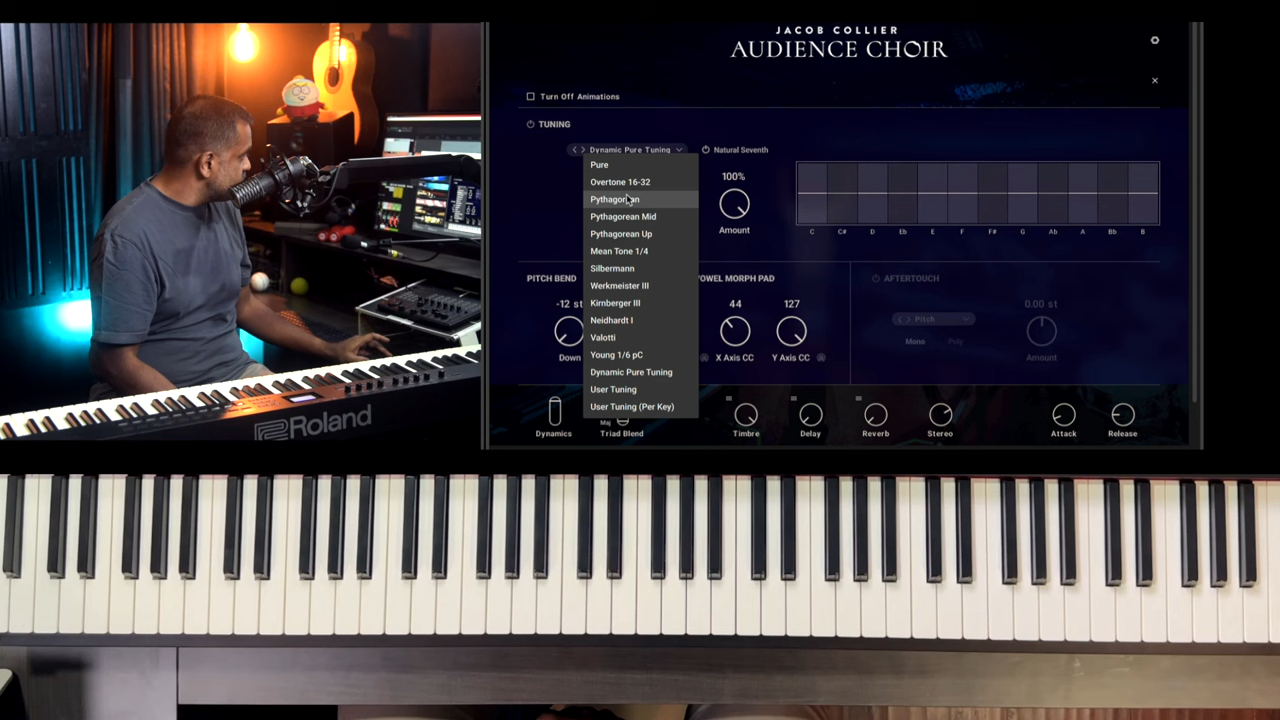 JACOB COLLIER
AUDIENCE CHOIR
Turn Off Animations
TUNING
Dynamic Pure Tuning
Natural Seventh
Pure
Overtone 16-32
Pythagorean
Pythagorean Mid
Pythagorean Up
Mean Tone 1/4
Silbermann
Werkmeister III
Kirnberger III
Neidhardt I
Valotti
Young 1/6 pC
Dynamic Pure Tuning
User Tuning
User Tuning (Per Key)
100%
Amount
C C# D Eb E F F# G Ab A Bb B
PITCH BEND
-12 st
Down
VOWEL MORPH PAD
44 127
X Axis CC Y Axis CC
AFTERTOUCH
0.00 st
Pitch
Mono Poly
Amount
Maj
Dynamics Triad Blend Timbre Delay Reverb Stereo Attack Release
Roland